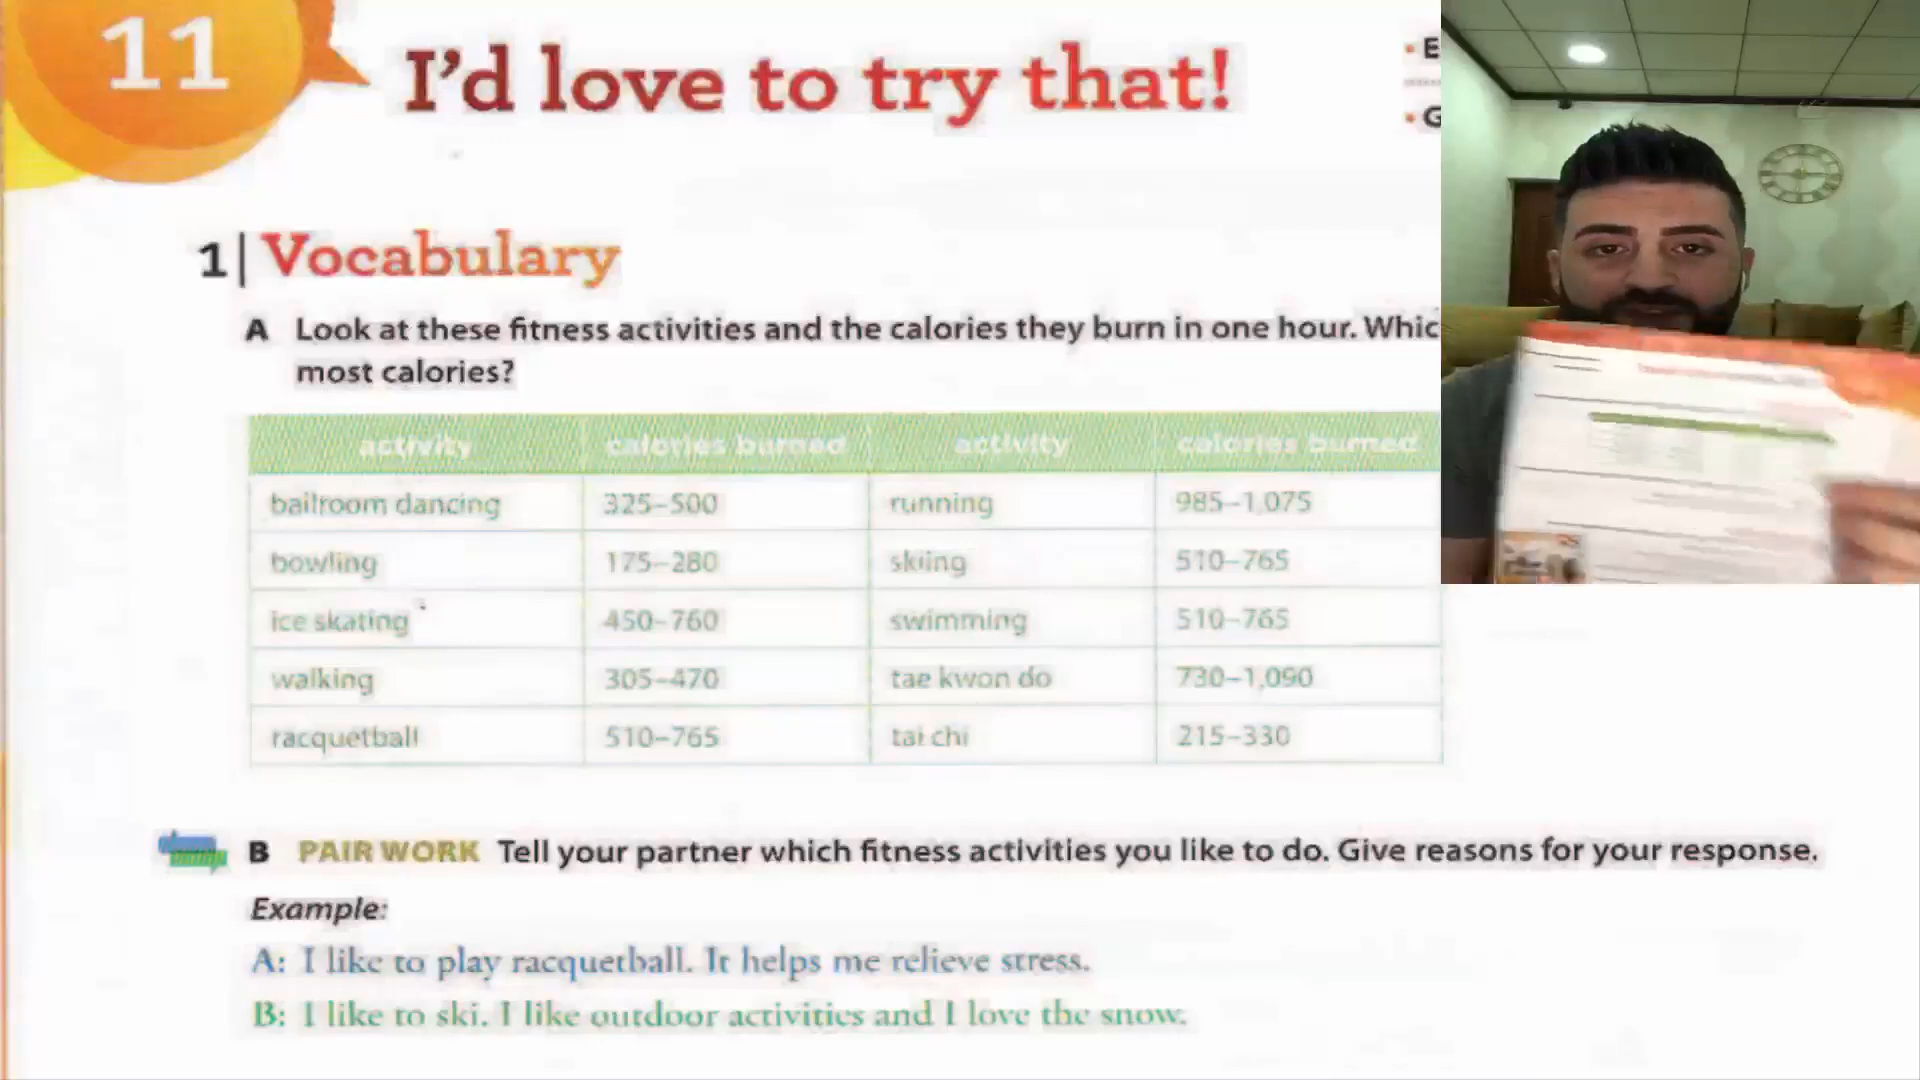 11
I'd love to try that!
• E
• G
1 | Vocabulary
A Look at these fitness activities and the calories they burn in one hour. Whic
most calories?
activity calories burned activity calories burned
ballroom dancing 325–500 running 985–1,075
bowling 175–280 skiing 510–765
ice skating 450–760 swimming 510–765
walking 305–470 tae kwon do 730–1,090
racquetball 510–765 tai chi 215–330
B PAIR WORK Tell your partner which fitness activities you like to do. Give reasons for your response.
Example:
A: I like to play racquetball. It helps me relieve stress.
B: I like to ski. I like outdoor activities and I love the snow.